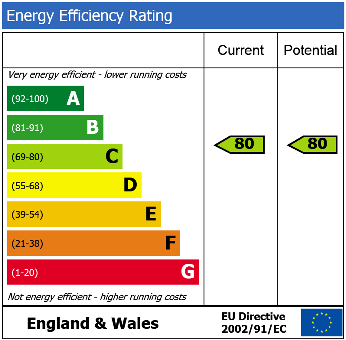 Energy Efficiency Rating
Current Potential
Very energy efficient - lower running costs
(92-100) A
(81-91) B
(69-80) C
80 80
(55-68) D
(39-54) E
(21-38) F
(1-20) G
Not energy efficient - higher running costs
England & Wales
EU Directive
2002/91/EC